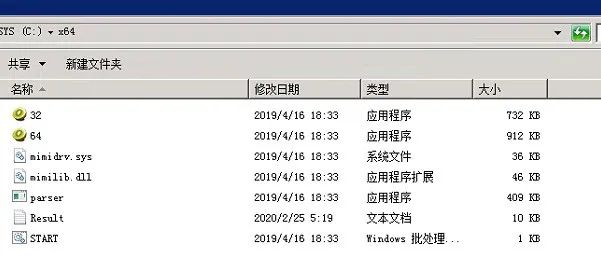 SYS (C:) ▾ x64
共享 ▾ 新建文件夹
名称 修改日期 类型 大小
32 2019/4/16 18:33 应用程序 732 KB
64 2019/4/16 18:33 应用程序 912 KB
mimidrv.sys 2019/4/16 18:33 系统文件 36 KB
mimilib.dll 2019/4/16 18:33 应用程序扩展 46 KB
parser 2019/4/16 18:33 应用程序 409 KB
Result 2020/2/25 5:19 文本文档 10 KB
START 2019/4/16 18:33 Windows 批处理... 1 KB